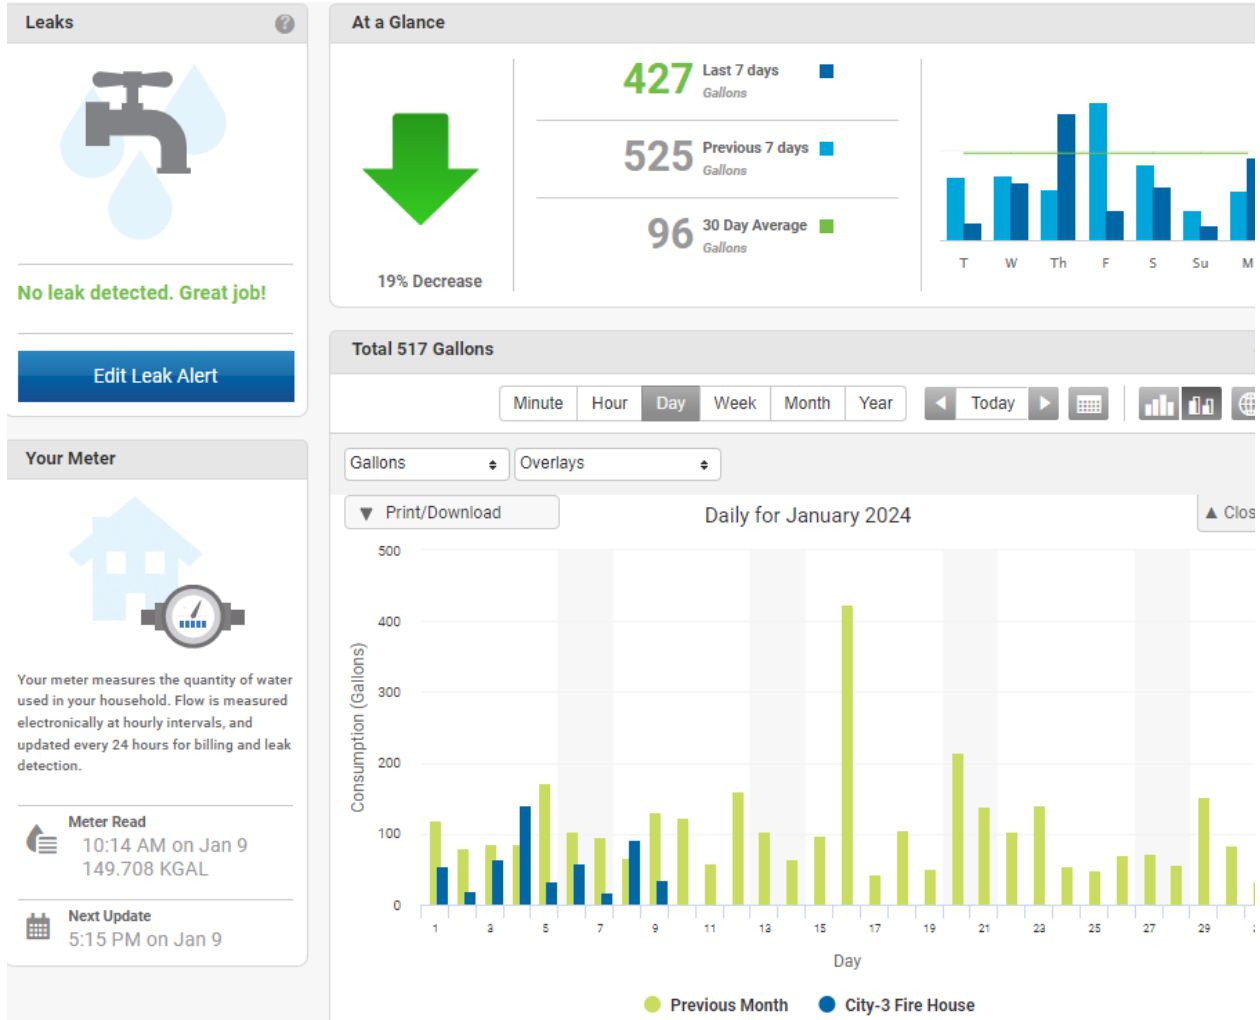 Leaks
?
No leak detected. Great job!
Edit Leak Alert
Your Meter
Your meter measures the quantity of water
used in your household. Flow is measured
electronically at hourly intervals, and
updated every 24 hours for billing and leak
detection.
Meter Read
10:14 AM on Jan 9
149.708 KGAL
Next Update
5:15 PM on Jan 9
At a Glance
19% Decrease
427 Last 7 days
Gallons
525 Previous 7 days
Gallons
96 30 Day Average
Gallons
T W Th F S Su M
Total 517 Gallons
Minute Hour Day Week Month Year Today
Gallons Overlays
Print/Download
Daily for January 2024
Clos
Consumption (Gallons)
500
400
300
200
100
0
1 3 5 7 9 11 13 15 17 19 21 23 25 27 29
Day
Previous Month City-3 Fire House